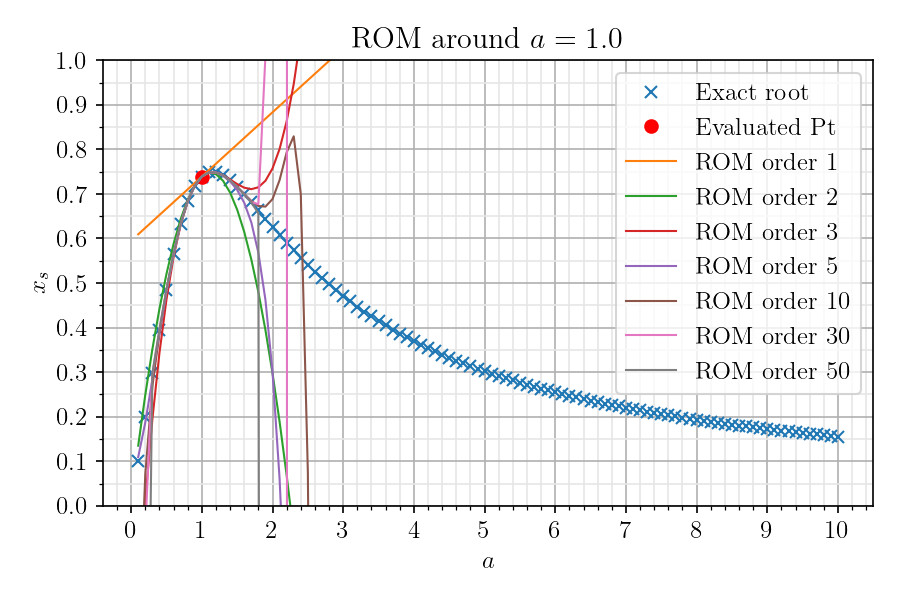 ROM around a = 1.0
1.0
0.9
0.8
0.7
0.6
0.5
0.4
0.3
0.2
0.1
0.0
x_s
Exact root
Evaluated Pt
ROM order 1
ROM order 2
ROM order 3
ROM order 5
ROM order 10
ROM order 30
ROM order 50
0 1 2 3 4 5 6 7 8 9 10
a